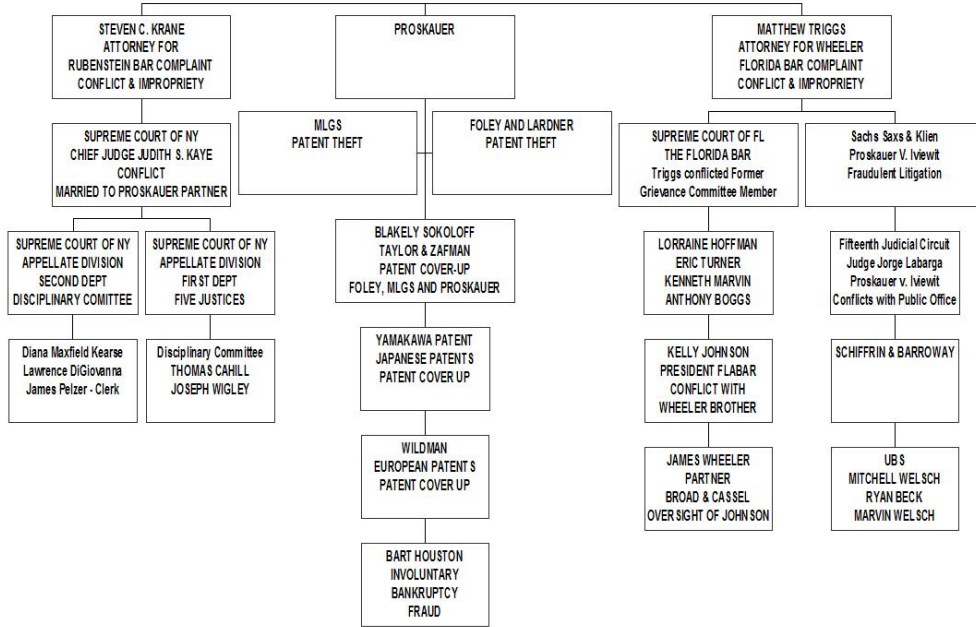 STEVEN C. KRANE
ATTORNEY FOR
RUBENSTEIN BAR COMPLAINT
CONFLICT & IMPROPRIETY
PROSKAUER
MATTHEW TRIGGS
ATTORNEY FOR WHEELER
FLORIDA BAR COMPLAINT
CONFLICT & IMPROPRIETY
MLGS
PATENT THEFT
FOLEY AND LARDNER
PATENT THEFT
SUPREME COURT OF NY
CHIEF JUDGE JUDITH S. KAYE
CONFLICT
MARRIED TO PROSKAUER PARTNER
SUPREME COURT OF FL
THE FLORIDA BAR
Triggs conflicted Former
Grievance Committee Member
Sachs Saxs & Klien
Proskauer V. Iviewit
Fraudulent Litigation
SUPREME COURT OF NY
APPELLATE DIVISION
SECOND DEPT
DISCIPLINARY COMITTEE
SUPREME COURT OF NY
APPELLATE DIVISION
FIRST DEPT
FIVE JUSTICES
BLAKELY SOKOLOFF
TAYLOR & ZAFMAN
PATENT COVER-UP
FOLEY, MLGS AND PROSKAUER
LORRAINE HOFFMAN
ERIC TURNER
KENNETH MARVIN
ANTHONY BOGGS
Fifteenth Judicial Circuit
Judge Jorge Labarga
Proskauer v. Iviewit
Conflicts with Public Office
Diana Maxfield Kearse
Lawrence DiGiovanna
James Pelzer - Clerk
Disciplinary Committee
THOMAS CAHILL
JOSEPH WIGLEY
YAMAKAWA PATENT
JAPANESE PATENTS
PATENT COVER UP
KELLY JOHNSON
PRESIDENT FLABAR
CONFLICT WITH
WHEELER BROTHER
SCHIFFRIN & BARROWAY
WILDMAN
EUROPEAN PATENTS
PATENT COVER UP
JAMES WHEELER
PARTNER
BROAD & CASSEL
OVERSIGHT OF JOHNSON
UBS
MITCHELL WELSCH
RYAN BECK
MARVIN WELSCH
BART HOUSTON
INVOLUNTARY
BANKRUPTCY
FRAUD